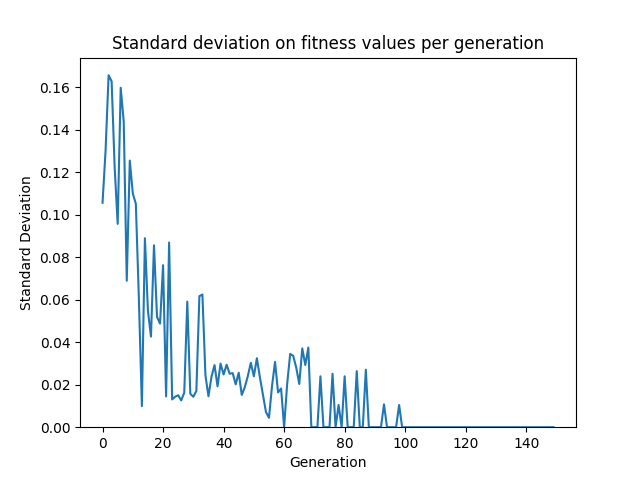 Standard deviation on fitness values per generation
0.16
0.14
0.12
0.10
0.08
0.06
0.04
0.02
0.00
Standard Deviation
0 20 40 60 80 100 120 140
Generation